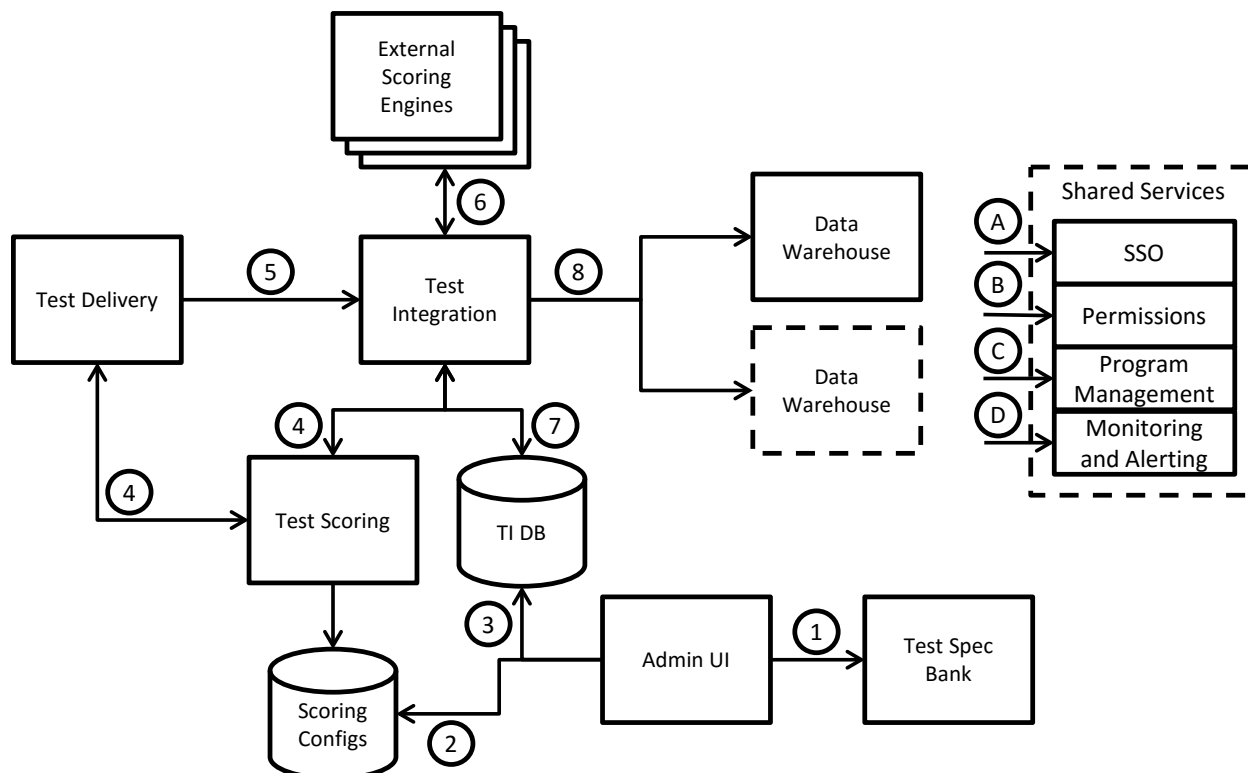 External
Scoring
Engines
6
Test Delivery
5
Test
Integration
8
Data
Warehouse
Data
Warehouse
Shared Services
A
SSO
B
Permissions
C
Program
Management
D
Monitoring
and Alerting
4
7
4
Test Scoring
TI DB
3
Admin UI
1
Test Spec
Bank
Scoring
Configs
2